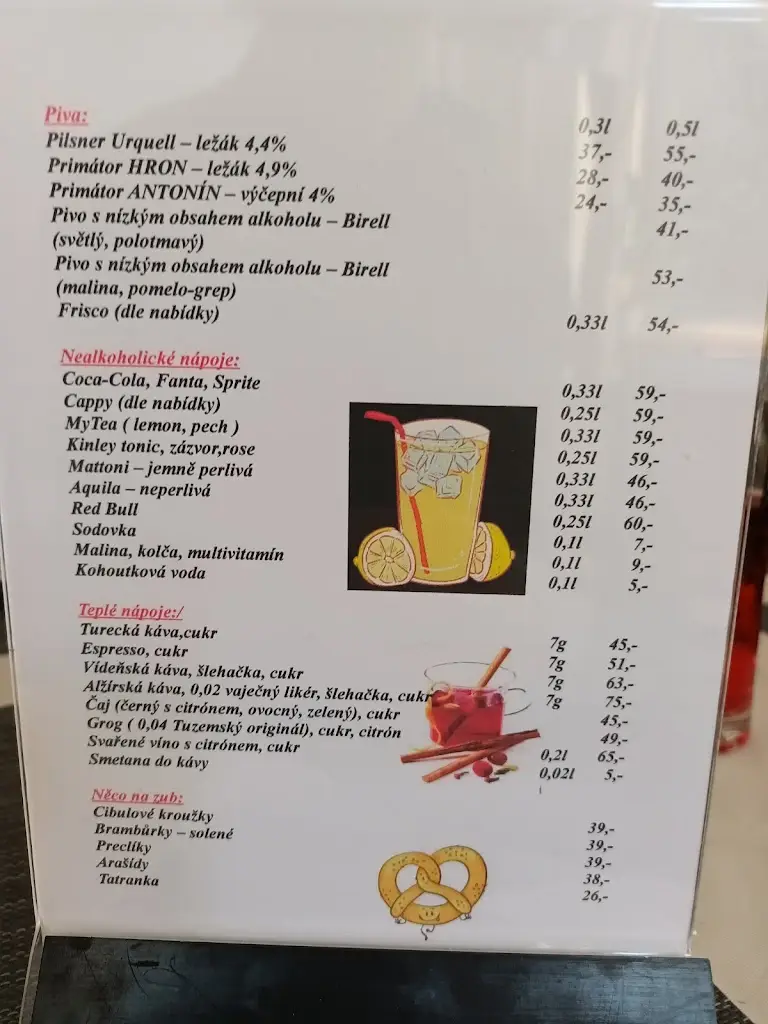 Piva: 0,3l 0,5l
Pilsner Urquell – ležák 4,4% 37,- 55,-
Primátor HRON – ležák 4,9% 28,- 40,-
Primátor ANTONÍN – výčepní 4% 24,- 35,-
Pivo s nízkým obsahem alkoholu – Birell 41,-
(světlý, polotmavý)
Pivo s nízkým obsahem alkoholu – Birell 53,-
(malina, pomelo-grep)
Frisco (dle nabídky) 0,33l 54,-
Nealkoholické nápoje:
Coca-Cola, Fanta, Sprite 0,33l 59,-
Cappy (dle nabídky) 0,25l 59,-
MyTea ( lemon, pech ) 0,33l 59,-
Kinley tonic, zázvor,rose 0,25l 59,-
Mattoni – jemně perlivá 0,33l 46,-
Aquila – neperlivá 0,33l 46,-
Red Bull 0,25l 60,-
Sodovka 0,1l 7,-
Malina, kolča, multivitamín 0,1l 9,-
Kohoutková voda 0,1l 5,-
Teplé nápoje:/
Turecká káva,cukr 7g 45,-
Espresso, cukr 7g 51,-
Vídeňská káva, šlehačka, cukr 7g 63,-
Alžírská káva, 0,02 vaječný likér, šlehačka, cukr 7g 75,-
Čaj (černý s citrónem, ovocný, zelený), cukr 45,-
Grog ( 0,04 Tuzemský originál), cukr, citrón 49,-
Svařené víno s citrónem, cukr 0,2l 65,-
Smetana do kávy 0,02l 5,-
Něco na zub:
Cibulové kroužky 39,-
Brambůrky – solené 39,-
Preclíky 39,-
Arašídy 38,-
Tatranka 26,-